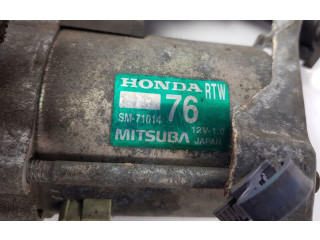 HONDA RTW
76
SM-71014
12V-1.0
MITSUBA JAPAN